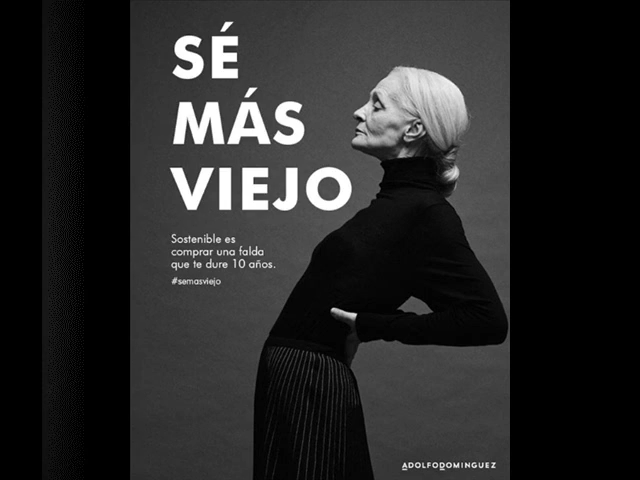 SÉ
MÁS
VIEJO
Sostenible es
comprar una falda
que te dure 10 años.
#semasviejo
ADOLFODOMINGUEZ